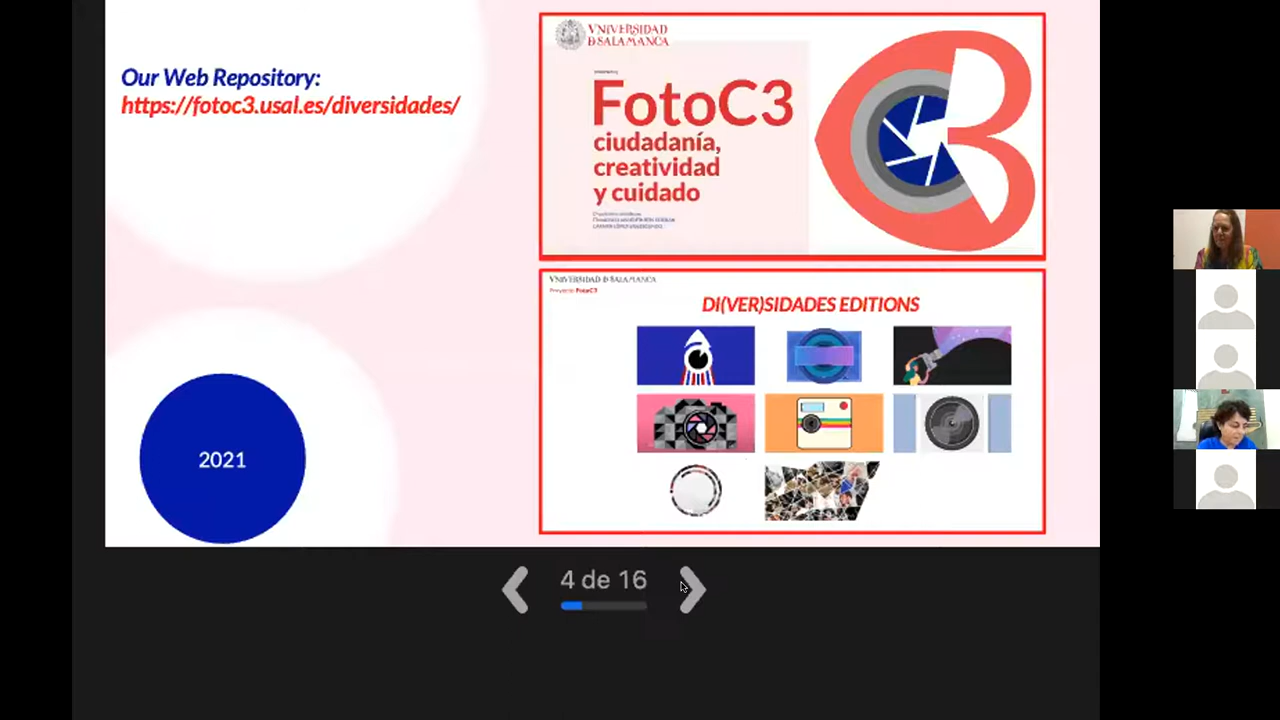 Our Web Repository:
https://fotoc3.usal.es/diversidades/
2021
VNiVERSiDAD
D SALAMANCA
FotoC3
ciudadanía,
creatividad
y cuidado
VNiVERSiDAD D SALAMANCA
Proyecto FotoC3
DI(VER)SIDADES EDITIONS
4 de 16